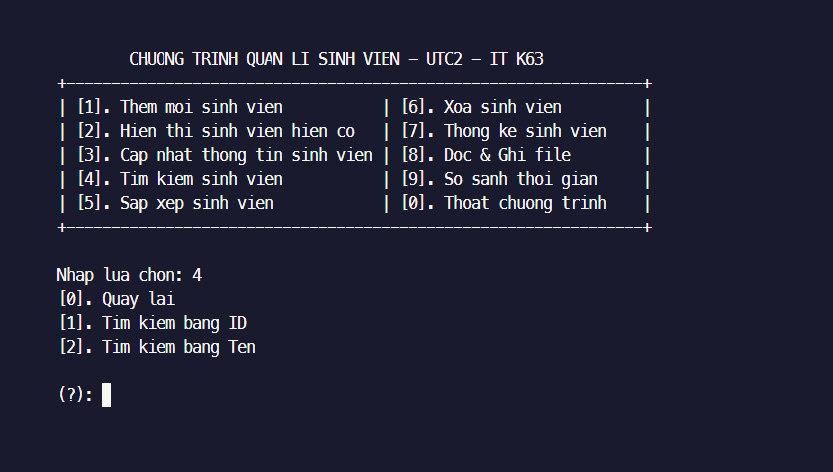 CHUONG TRINH QUAN LI SINH VIEN – UTC2 – IT K63
+----------------------------------------------------------------+
| [1]. Them moi sinh vien | [6]. Xoa sinh vien |
| [2]. Hien thi sinh vien hien co | [7]. Thong ke sinh vien |
| [3]. Cap nhat thong tin sinh vien | [8]. Doc & Ghi file |
| [4]. Tim kiem sinh vien | [9]. So sanh thoi gian |
| [5]. Sap xep sinh vien | [0]. Thoat chuong trinh |
+----------------------------------------------------------------+
Nhap lua chon: 4
[0]. Quay lai
[1]. Tim kiem bang ID
[2]. Tim kiem bang Ten
(?):